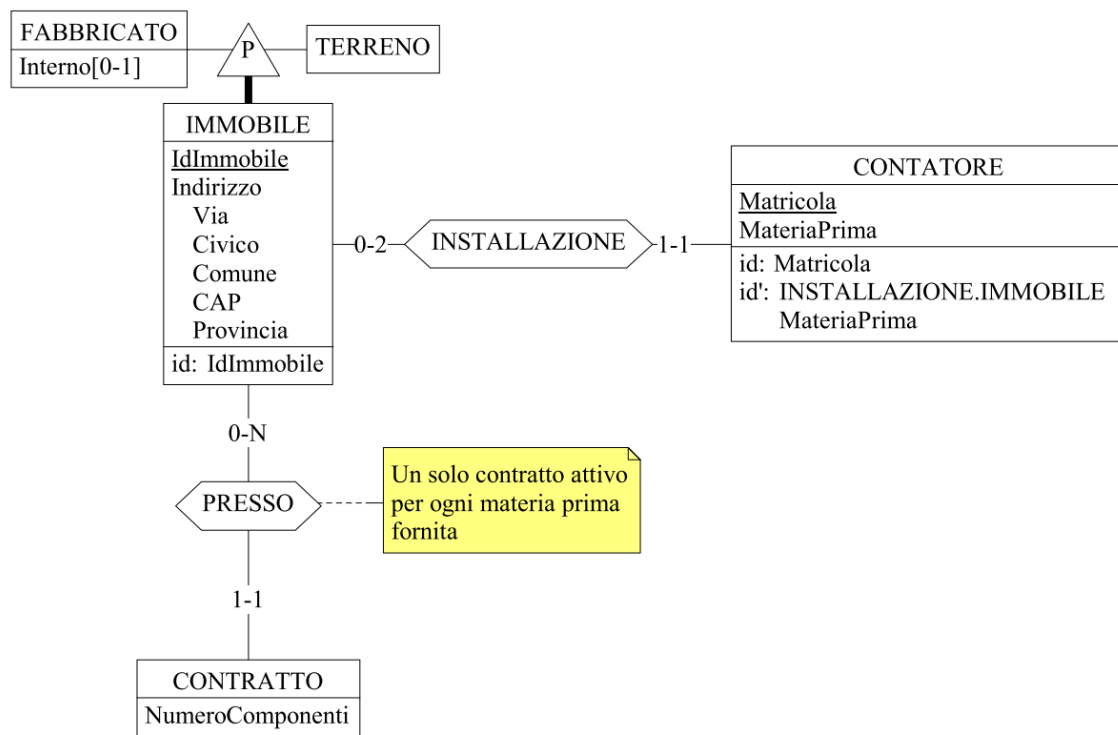 FABBRICATO
Interno[0-1]
P
TERRENO
IMMOBILE
IdImmobile
Indirizzo
Via
Civico
Comune
CAP
Provincia
id: IdImmobile
0-2
INSTALLAZIONE
1-1
CONTATORE
Matricola
MateriaPrima
id: Matricola
id': INSTALLAZIONE.IMMOBILE
MateriaPrima
0-N
PRESSO
Un solo contratto attivo
per ogni materia prima
fornita
1-1
CONTRATTO
NumeroComponenti